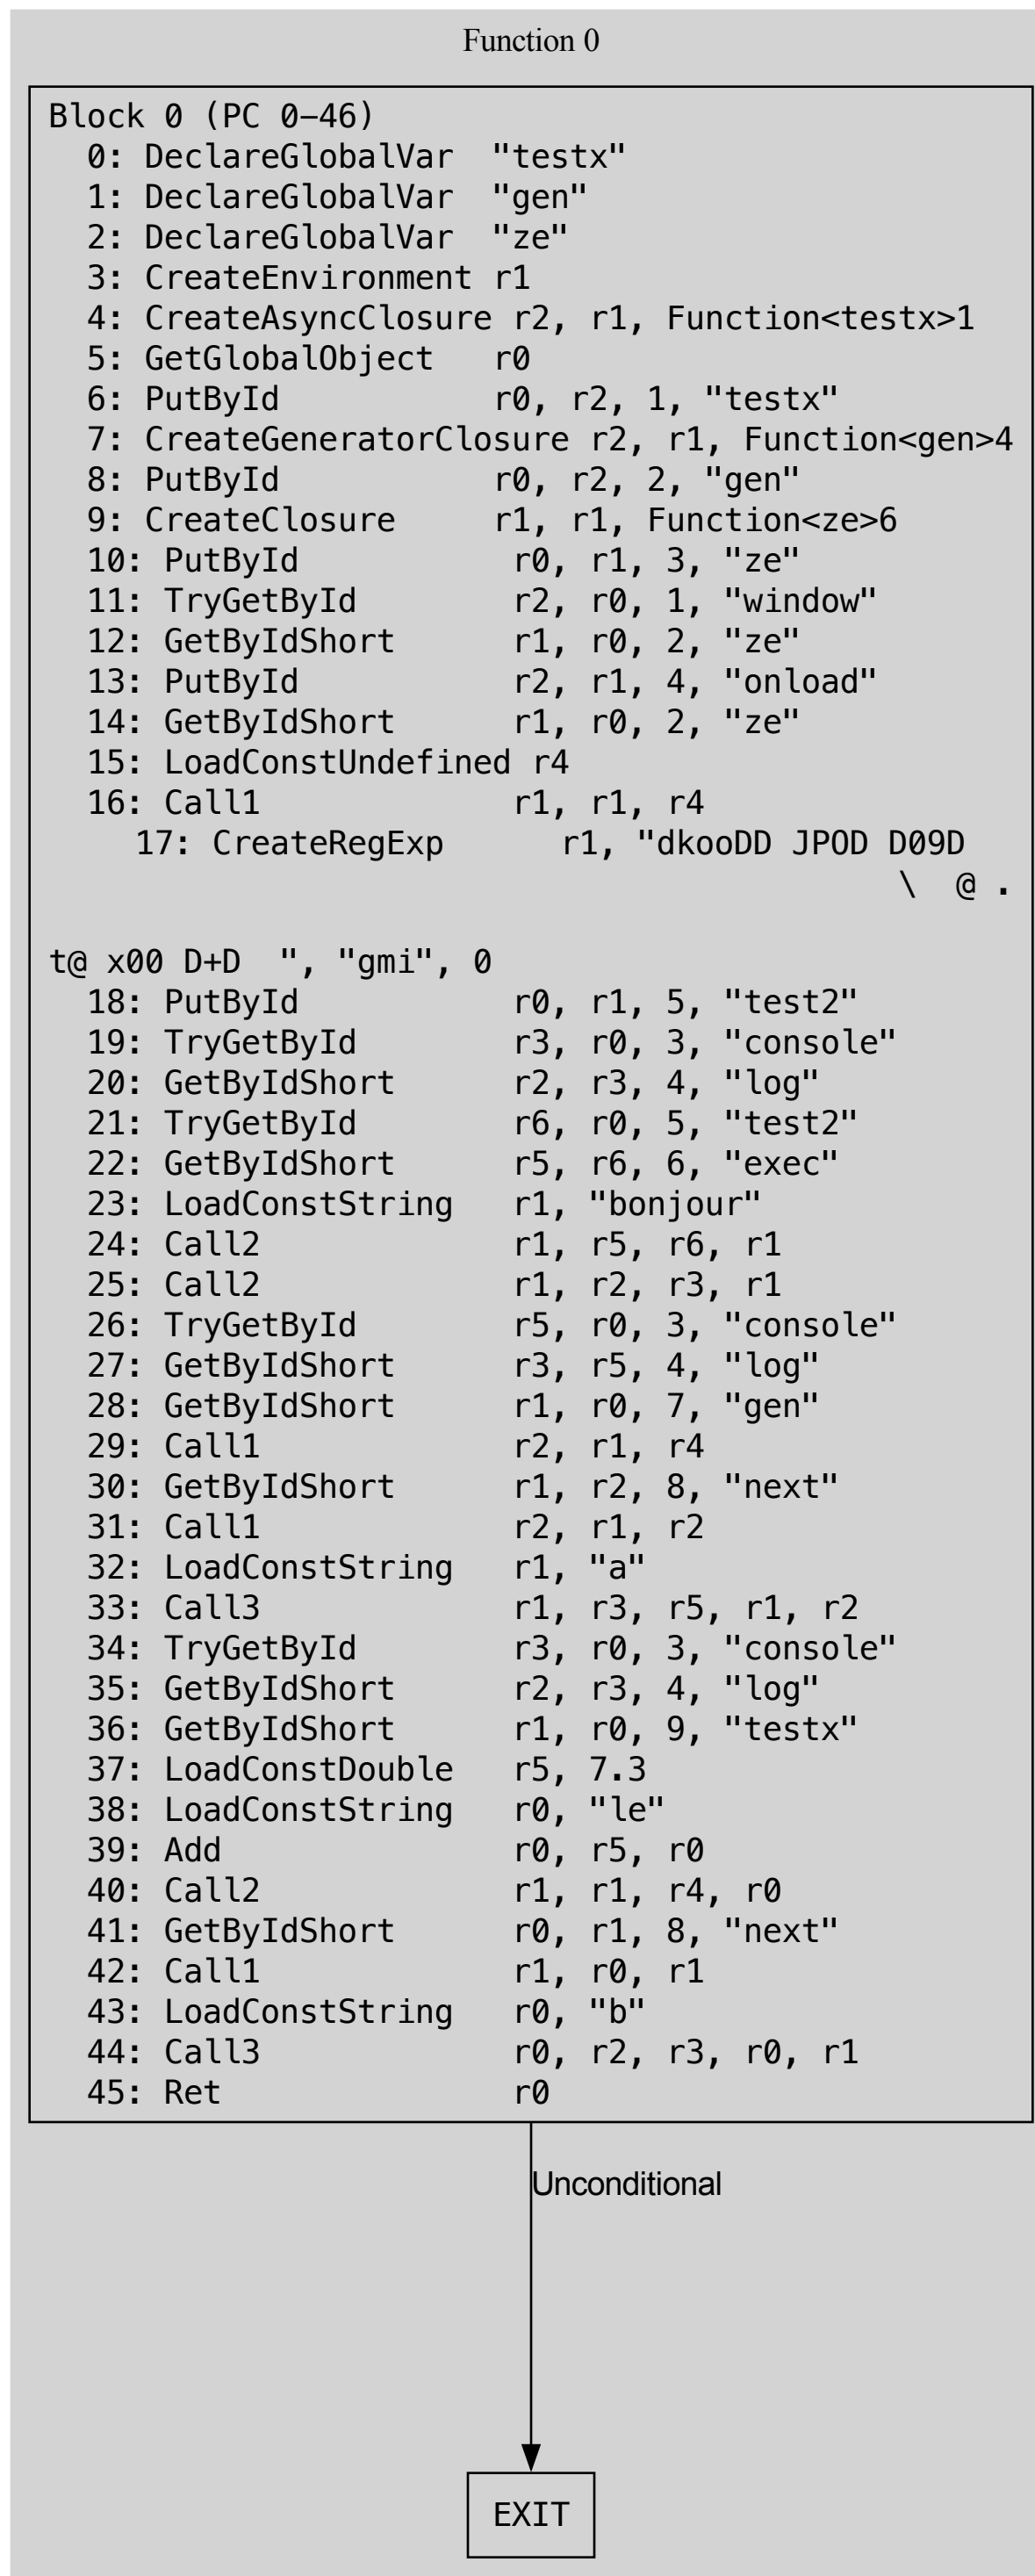 Function 0
Block 0 (PC 0–46)
0: DeclareGlobalVar "testx"
1: DeclareGlobalVar "gen"
2: DeclareGlobalVar "ze"
3: CreateEnvironment r1
4: CreateAsyncClosure r2, r1, Function<testx>1
5: GetGlobalObject r0
6: PutById r0, r2, 1, "testx"
7: CreateGeneratorClosure r2, r1, Function<gen>4
8: PutById r0, r2, 2, "gen"
9: CreateClosure r1, r1, Function<ze>6
10: PutById r0, r1, 3, "ze"
11: TryGetById r2, r0, 1, "window"
12: GetByIdShort r1, r0, 2, "ze"
13: PutById r2, r1, 4, "onload"
14: GetByIdShort r1, r0, 2, "ze"
15: LoadConstUndefined r4
16: Call1 r1, r1, r4
17: CreateRegExp r1, "dkooDD JPOD D09D
\ @ .
t@ x00 D+D ", "gmi", 0
18: PutById r0, r1, 5, "test2"
19: TryGetById r3, r0, 3, "console"
20: GetByIdShort r2, r3, 4, "log"
21: TryGetById r6, r0, 5, "test2"
22: GetByIdShort r5, r6, 6, "exec"
23: LoadConstString r1, "bonjour"
24: Call2 r1, r5, r6, r1
25: Call2 r1, r2, r3, r1
26: TryGetById r5, r0, 3, "console"
27: GetByIdShort r3, r5, 4, "log"
28: GetByIdShort r1, r0, 7, "gen"
29: Call1 r2, r1, r4
30: GetByIdShort r1, r2, 8, "next"
31: Call1 r2, r1, r2
32: LoadConstString r1, "a"
33: Call3 r1, r3, r5, r1, r2
34: TryGetById r3, r0, 3, "console"
35: GetByIdShort r2, r3, 4, "log"
36: GetByIdShort r1, r0, 9, "testx"
37: LoadConstDouble r5, 7.3
38: LoadConstString r0, "le"
39: Add r0, r5, r0
40: Call2 r1, r1, r4, r0
41: GetByIdShort r0, r1, 8, "next"
42: Call1 r1, r0, r1
43: LoadConstString r0, "b"
44: Call3 r0, r2, r3, r0, r1
45: Ret r0
Unconditional
EXIT